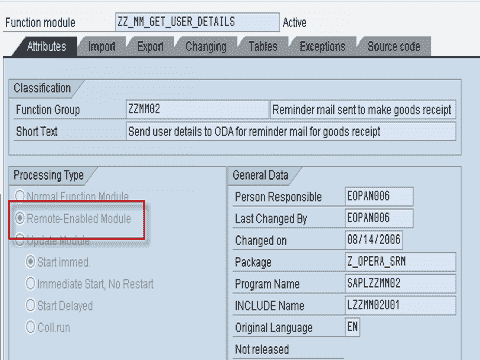 Function module ZZ_MM_GET_USER_DETAILS Active
Attributes Import Export Changing Tables Exceptions Source code
Classification
Function Group ZZMM02 Reminder mail sent to make goods receipt
Short Text Send user details to ODA for reminder mail for goods receipt
Processing Type
Normal Function Module
Remote-Enabled Module
Update Module
Start immed.
Immediate Start, No Restart
Start Delayed
Coll.run
General Data
Person Responsible EOPAN006
Last Changed By EOPAN006
Changed on 08/14/2006
Package Z_OPERA_SRM
Program Name SAPLZZMM02
INCLUDE Name LZZMM02U01
Original Language EN
Not released